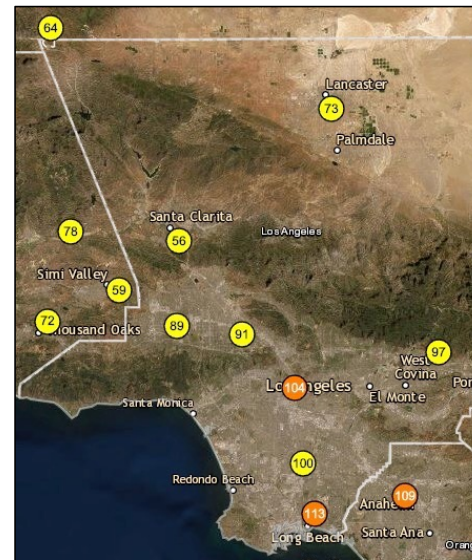 64
Lancaster
73
Palmdale
Santa Clarita
78
56
Los Angeles
Simi Valley
59
72
Thousand Oaks
89
91
97
West
Covina
104
Los Angeles
El Monte
Santa Monica
100
Redondo Beach
109
Anaheim
113
Long Beach
Santa Ana